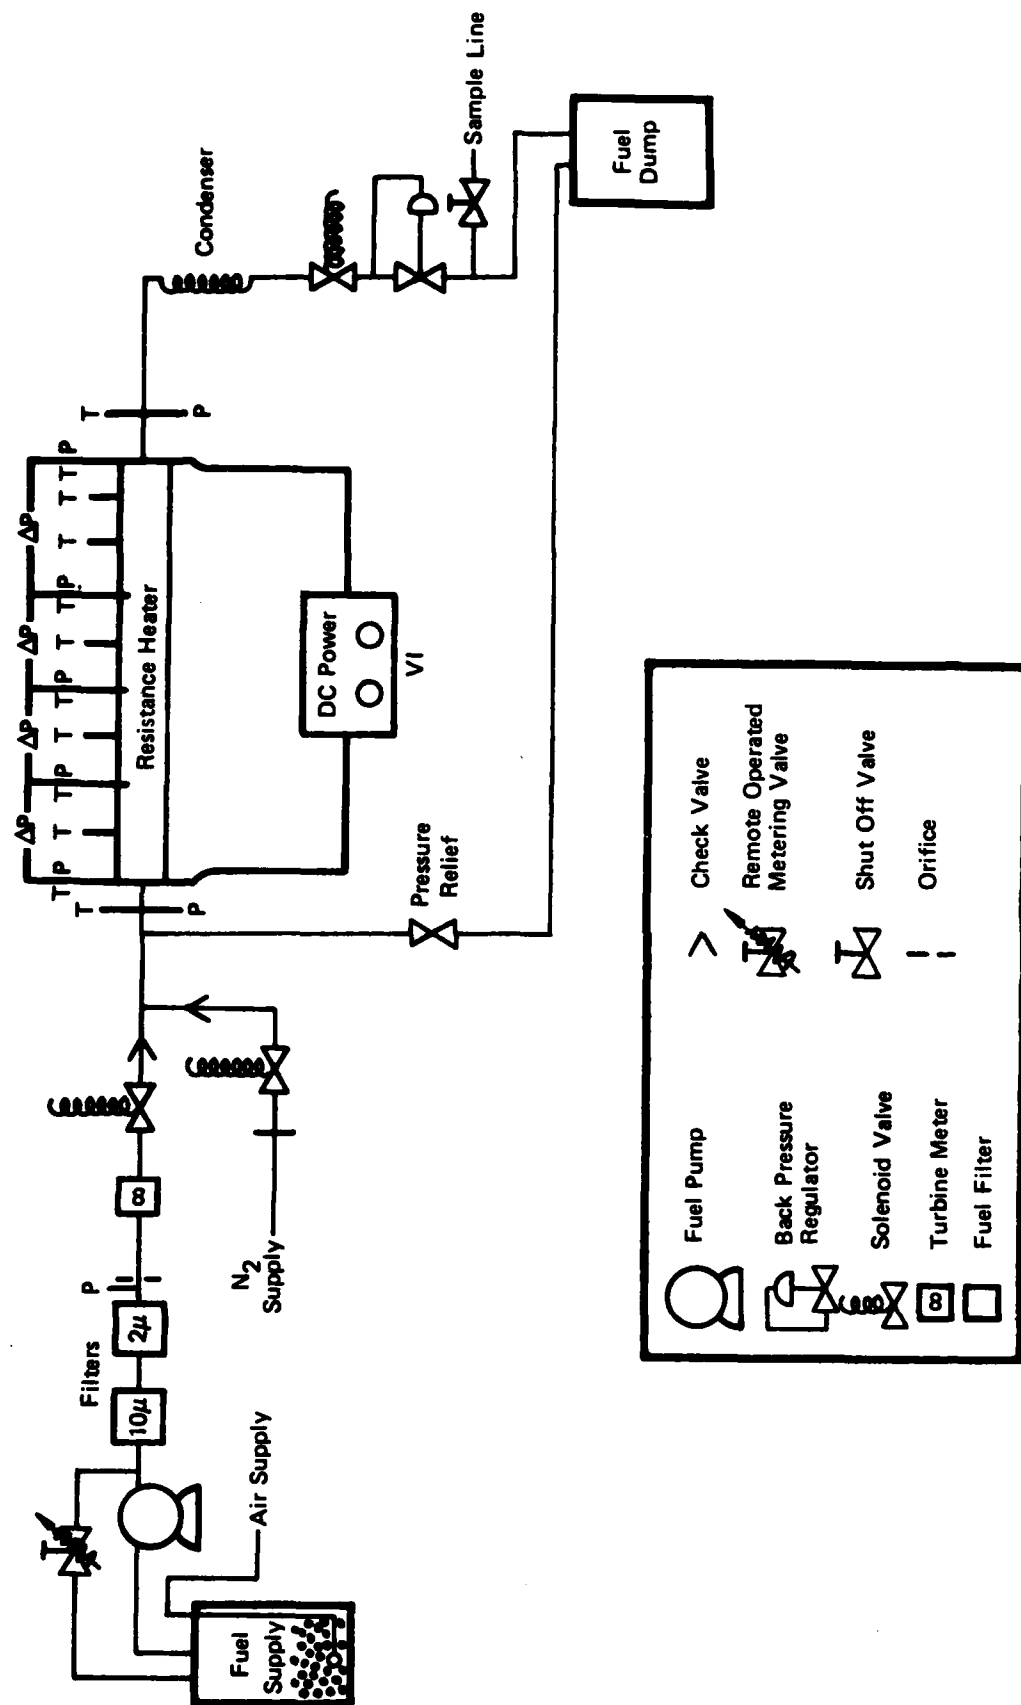 ΔP
ΔP
ΔP
ΔP
T P
T
T P
T
T P
T
T P
T
T
T P
T
P
Resistance Heater
T
P
DC Power
VI
Condenser
Sample Line
Fuel
Dump
Pressure
Relief
Filters
10μ
2μ
P
8
N2
Supply
Air Supply
Fuel
Supply
Fuel Pump
Back Pressure
Regulator
Solenoid Valve
8
Turbine Meter
Fuel Filter
Check Valve
Remote Operated
Metering Valve
Shut Off Valve
Orifice